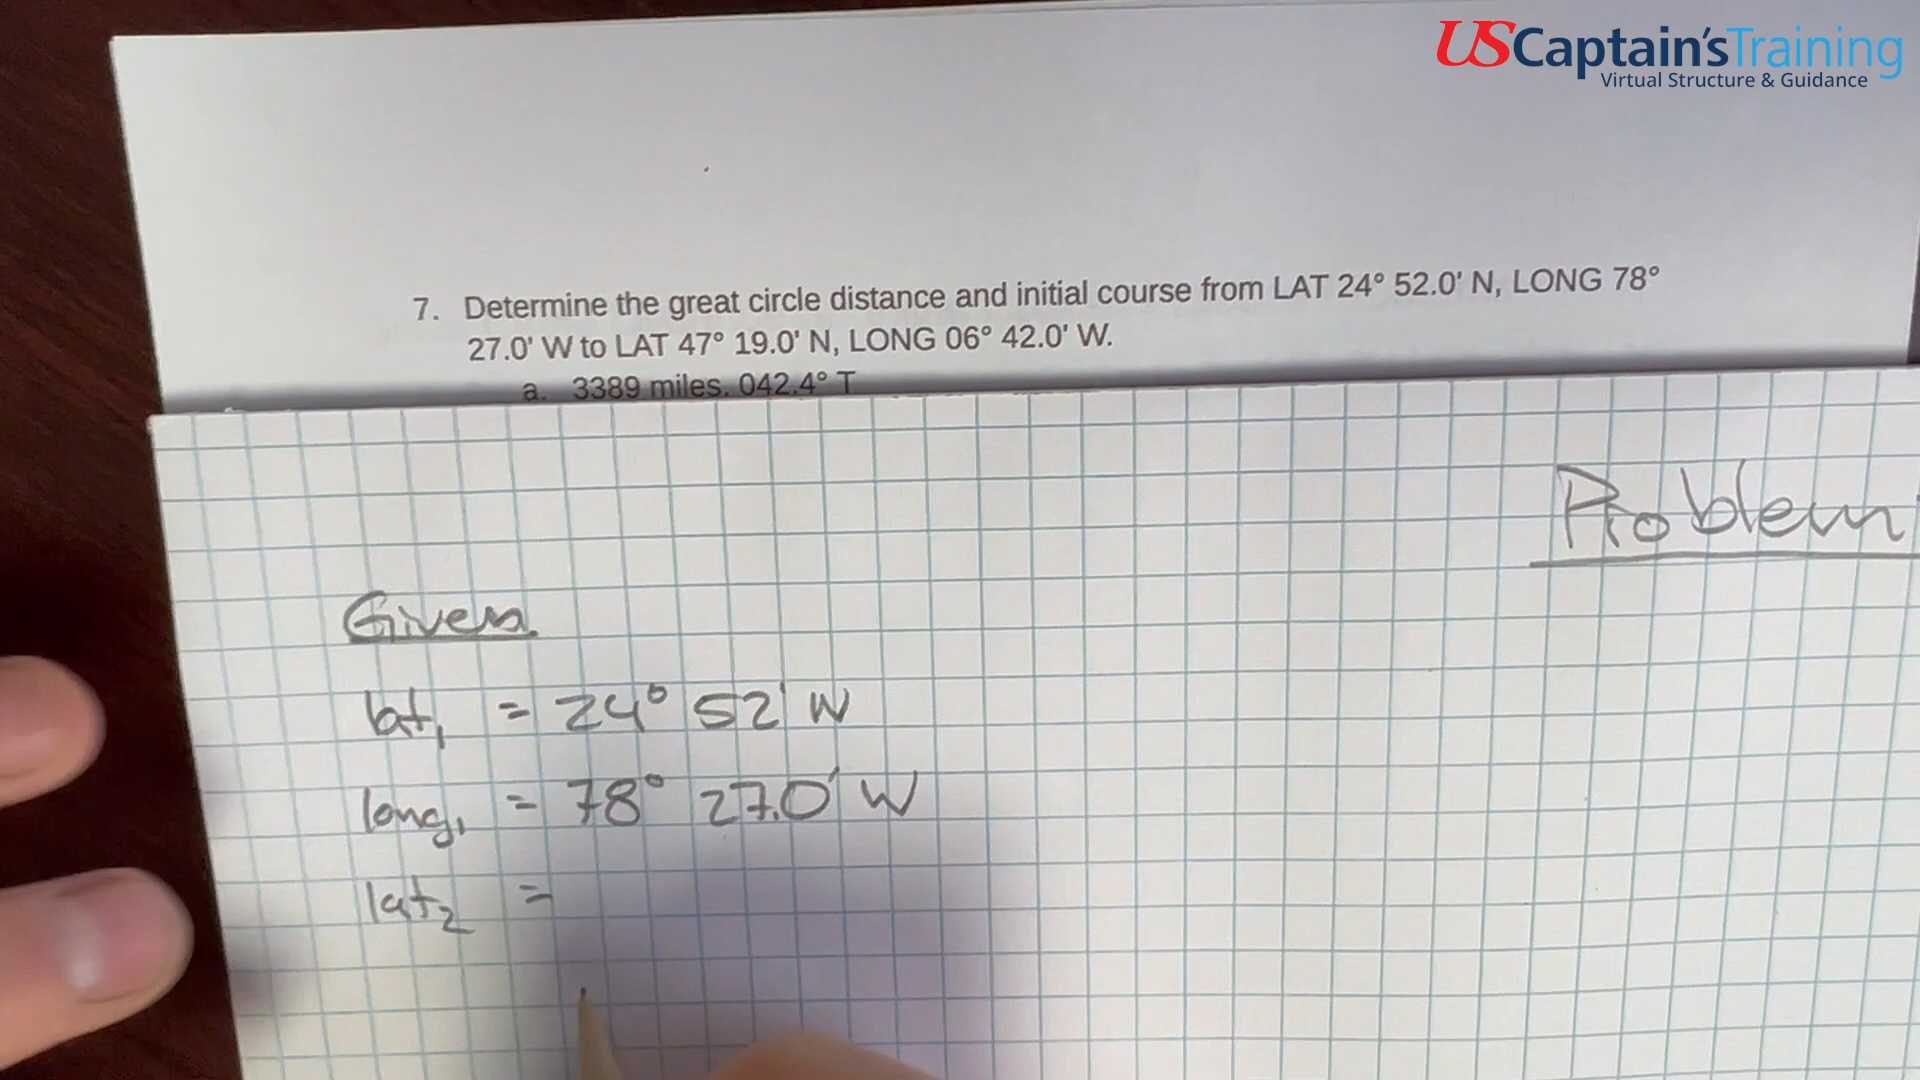 USCaptain'sTraining
Virtual Structure & Guidance
7. Determine the great circle distance and initial course from LAT 24° 52.0' N, LONG 78°
27.0' W to LAT 47° 19.0' N, LONG 06° 42.0' W.
a. 3389 miles. 042.4° T
Problem
Given
lat₁ = 24° 52' W
long₁ = 78° 27.0' W
lat₂ =